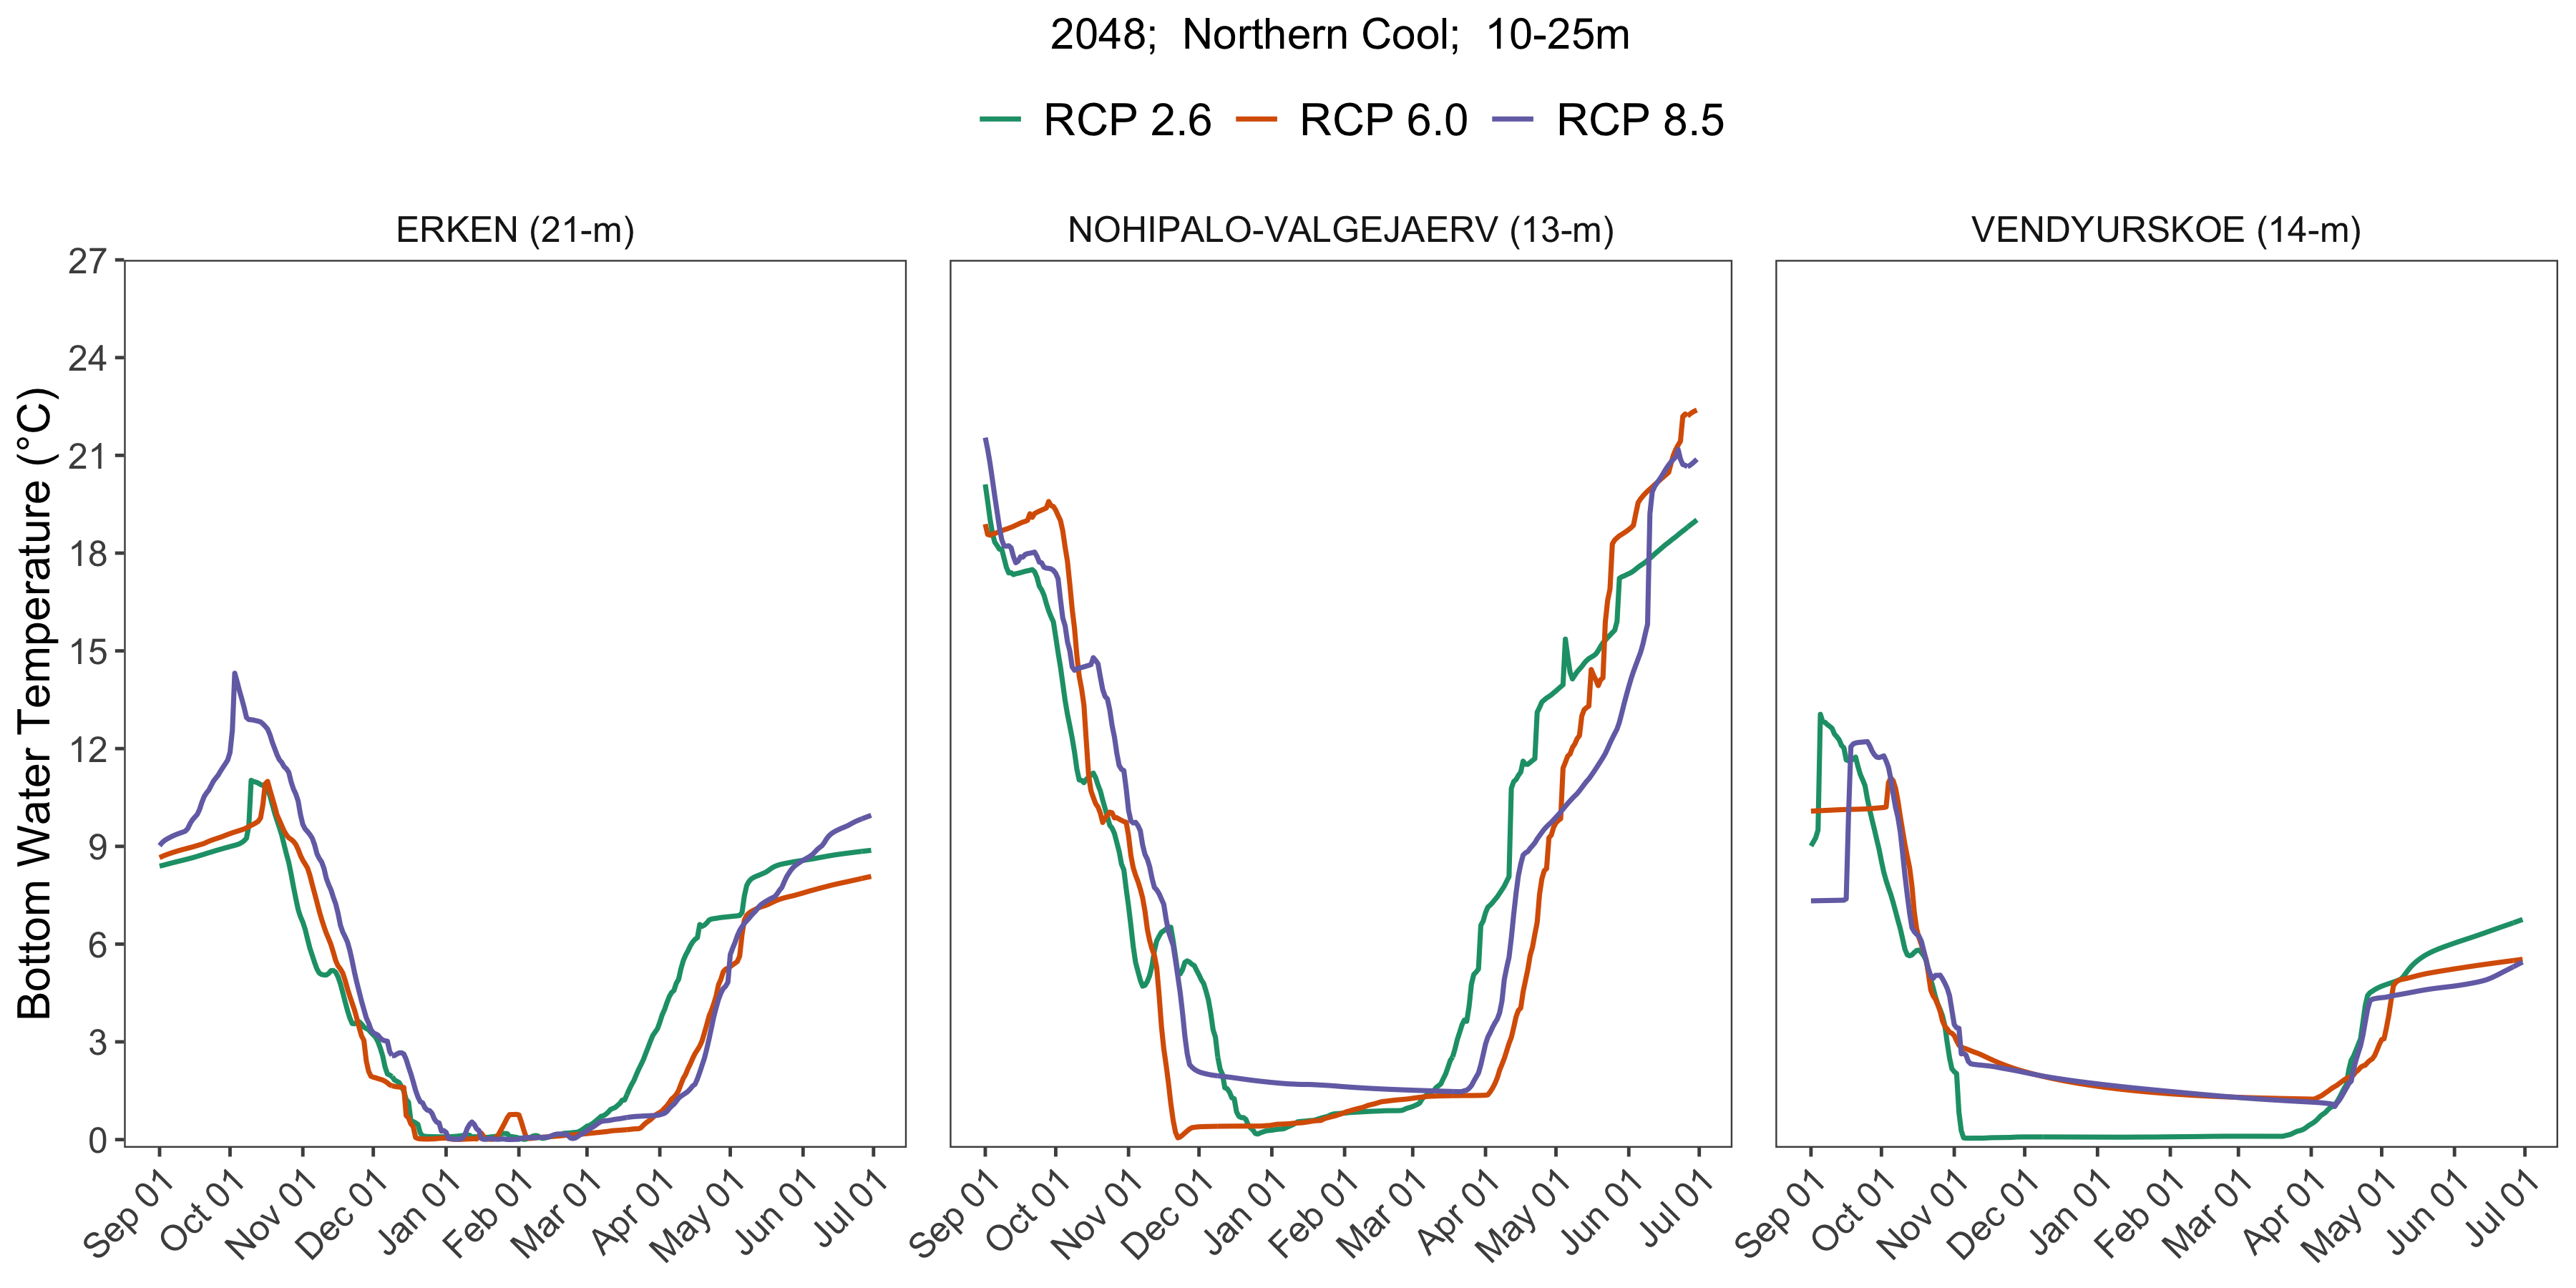 2048; Northern Cool; 10-25m
RCP 2.6 RCP 6.0 RCP 8.5
ERKEN (21-m) NOHIPALO-VALGEJAERV (13-m) VENDYURSKOE (14-m)
Bottom Water Temperature (°C)
27
24
21
18
15
12
9
6
3
0
Sep 01 Oct 01 Nov 01 Dec 01 Jan 01 Feb 01 Mar 01 Apr 01 May 01 Jun 01 Jul 01 Sep 01 Oct 01 Nov 01 Dec 01 Jan 01 Feb 01 Mar 01 Apr 01 May 01 Jun 01 Jul 01 Sep 01 Oct 01 Nov 01 Dec 01 Jan 01 Feb 01 Mar 01 Apr 01 May 01 Jun 01 Jul 01